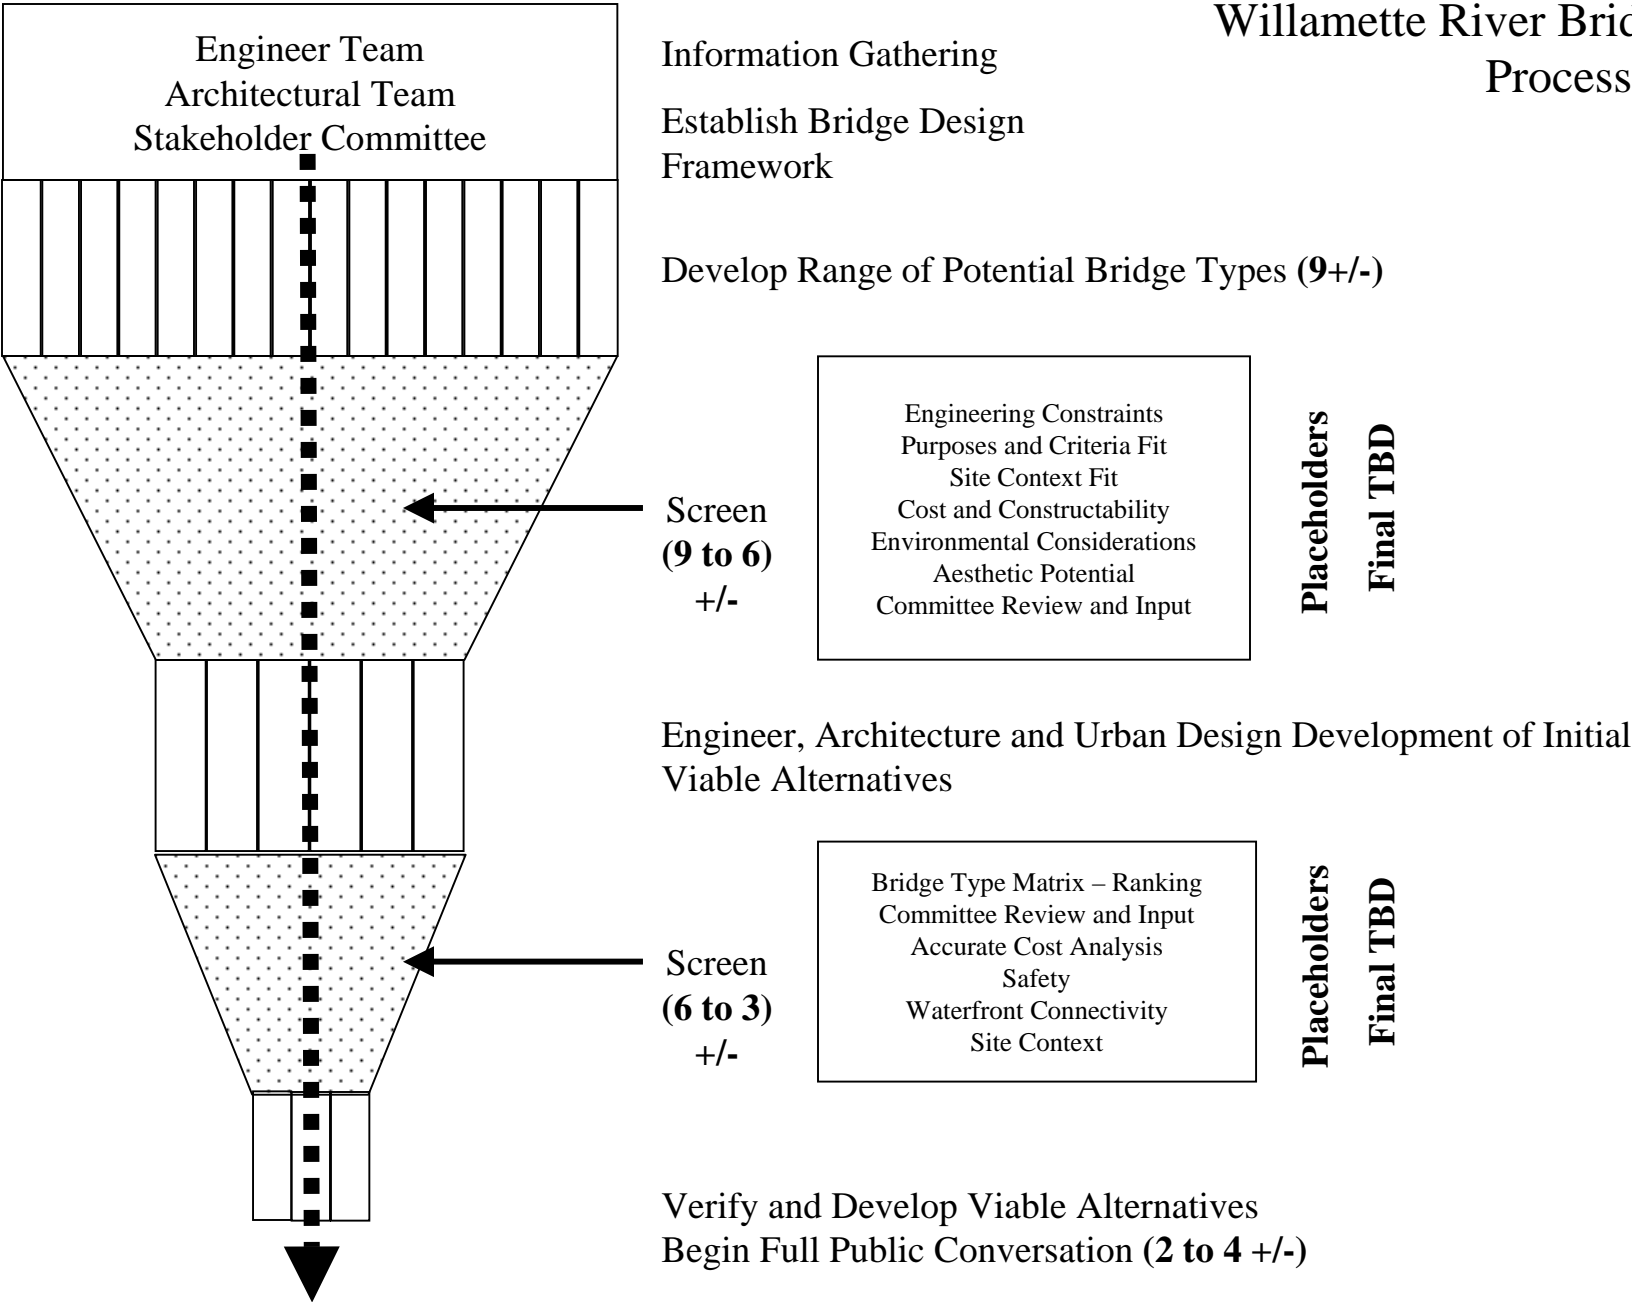 Willamette River Brid
Process
Engineer Team
Architectural Team
Stakeholder Committee
Information Gathering
Establish Bridge Design
Framework
Develop Range of Potential Bridge Types (9+/-)
Screen
(9 to 6)
+/-
Engineering Constraints
Purposes and Criteria Fit
Site Context Fit
Cost and Constructability
Environmental Considerations
Aesthetic Potential
Committee Review and Input
Placeholders
Final TBD
Engineer, Architecture and Urban Design Development of Initial
Viable Alternatives
Screen
(6 to 3)
+/-
Bridge Type Matrix – Ranking
Committee Review and Input
Accurate Cost Analysis
Safety
Waterfront Connectivity
Site Context
Placeholders
Final TBD
Verify and Develop Viable Alternatives
Begin Full Public Conversation (2 to 4 +/-)